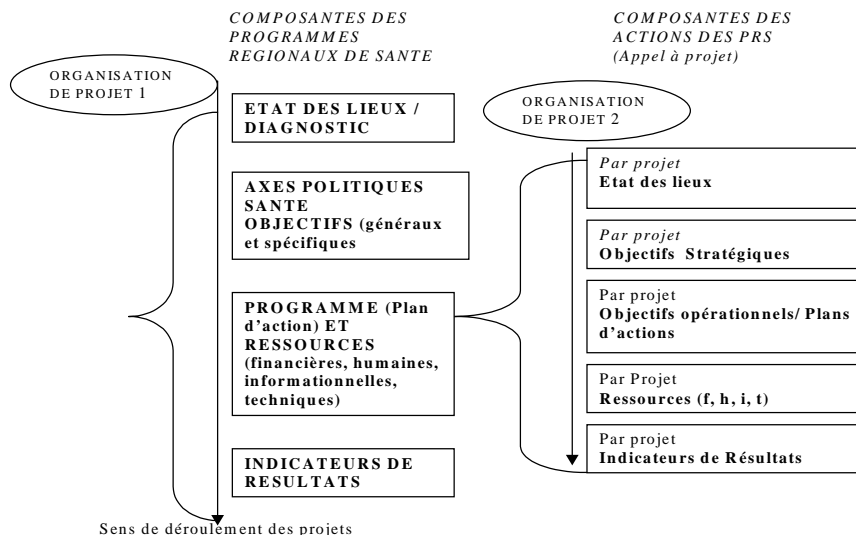 COMPOSANTES DES
PROGRAMMES
REGIONAUX DE SANTE
COMPOSANTES DES
ACTIONS DES PRS
(Appel à projet)
ORGANISATION
DE PROJET 1
ETAT DES LIEUX /
DIAGNOSTIC
AXES POLITIQUES
SANTE
OBJECTIFS (généraux
et spécifiques
PROGRAMME (Plan
d'action) ET
RESSOURCES
(financières, humaines,
informationnelles,
techniques)
INDICATEURS DE
RESULTATS
Sens de déroulement des projets
ORGANISATION
DE PROJET 2
Par projet
Etat des lieux
Par projet
Objectifs Stratégiques
Par projet
Objectifs opérationnels/ Plans
d'actions
Par Projet
Ressources (f, h, i, t)
Par projet
Indicateurs de Résultats